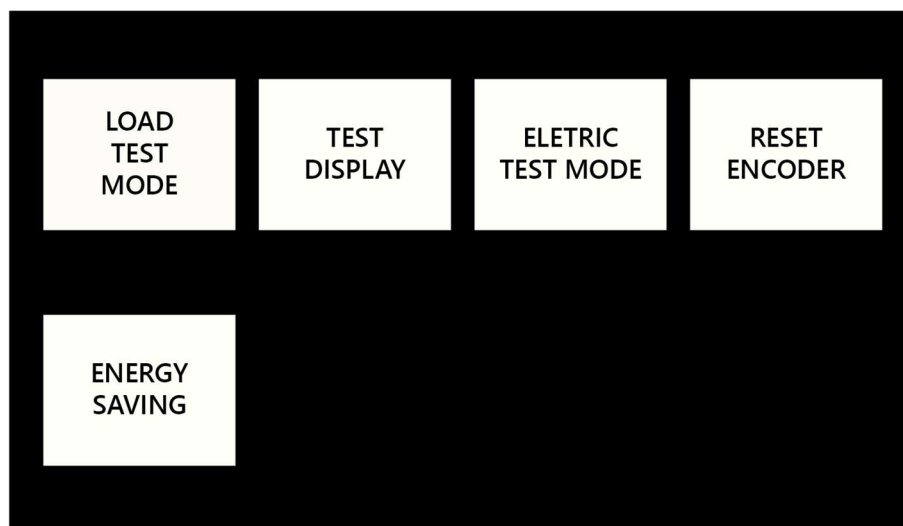 LOAD
TEST
MODE
TEST
DISPLAY
ELETRIC
TEST MODE
RESET
ENCODER
ENERGY
SAVING